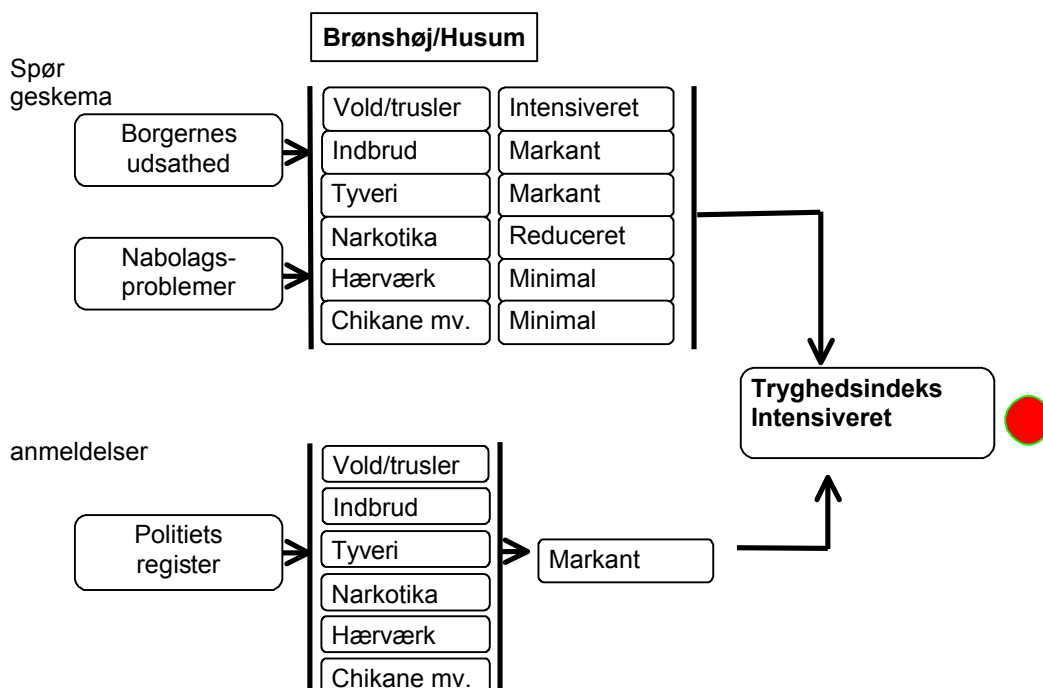 Brønshøj/Husum
Spør
geskema
Borgernes
udsathed
Nabolags-
problemer
Vold/trusler Intensiveret
Indbrud Markant
Tyveri Markant
Narkotika Reduceret
Hærværk Minimal
Chikane mv. Minimal
Tryghedsindeks
Intensiveret
anmeldelser
Politiets
register
Vold/trusler
Indbrud
Tyveri
Narkotika
Hærværk
Chikane mv.
Markant